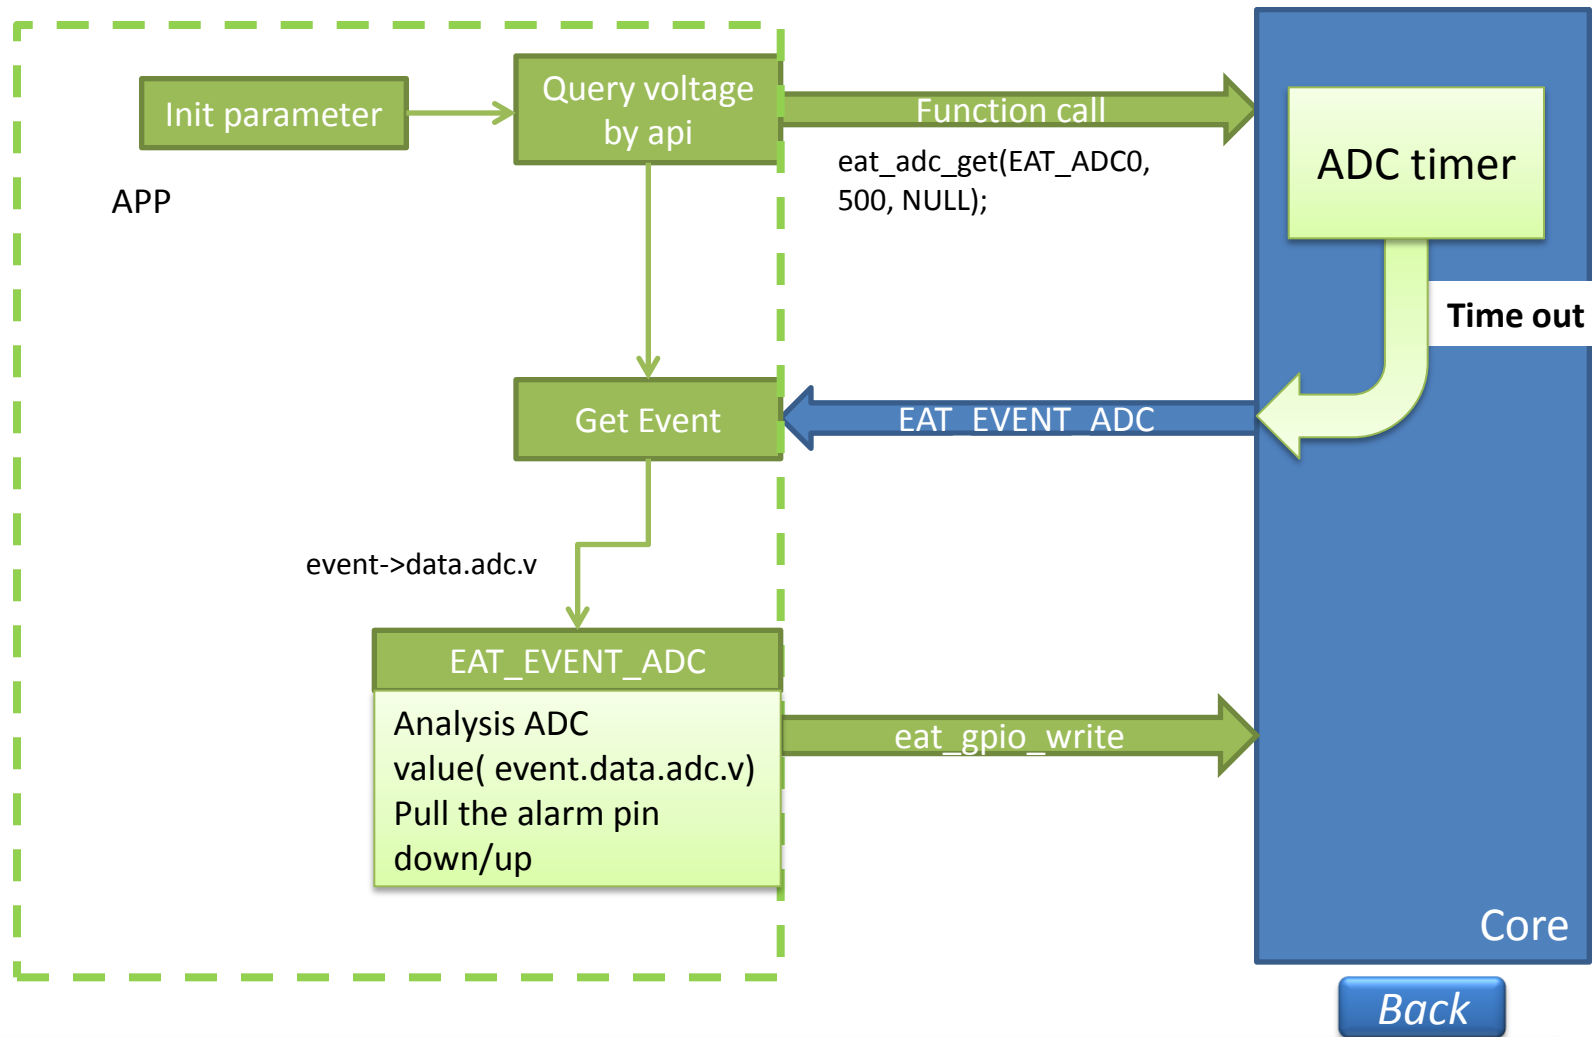 Init parameter
Query voltage
by api
Function call
eat_adc_get(EAT_ADC0,
500, NULL);
ADC timer
APP
Time out
Get Event
EAT_EVENT_ADC
event->data.adc.v
EAT_EVENT_ADC
Analysis ADC
value( event.data.adc.v)
Pull the alarm pin
down/up
eat_gpio_write
Core
Back